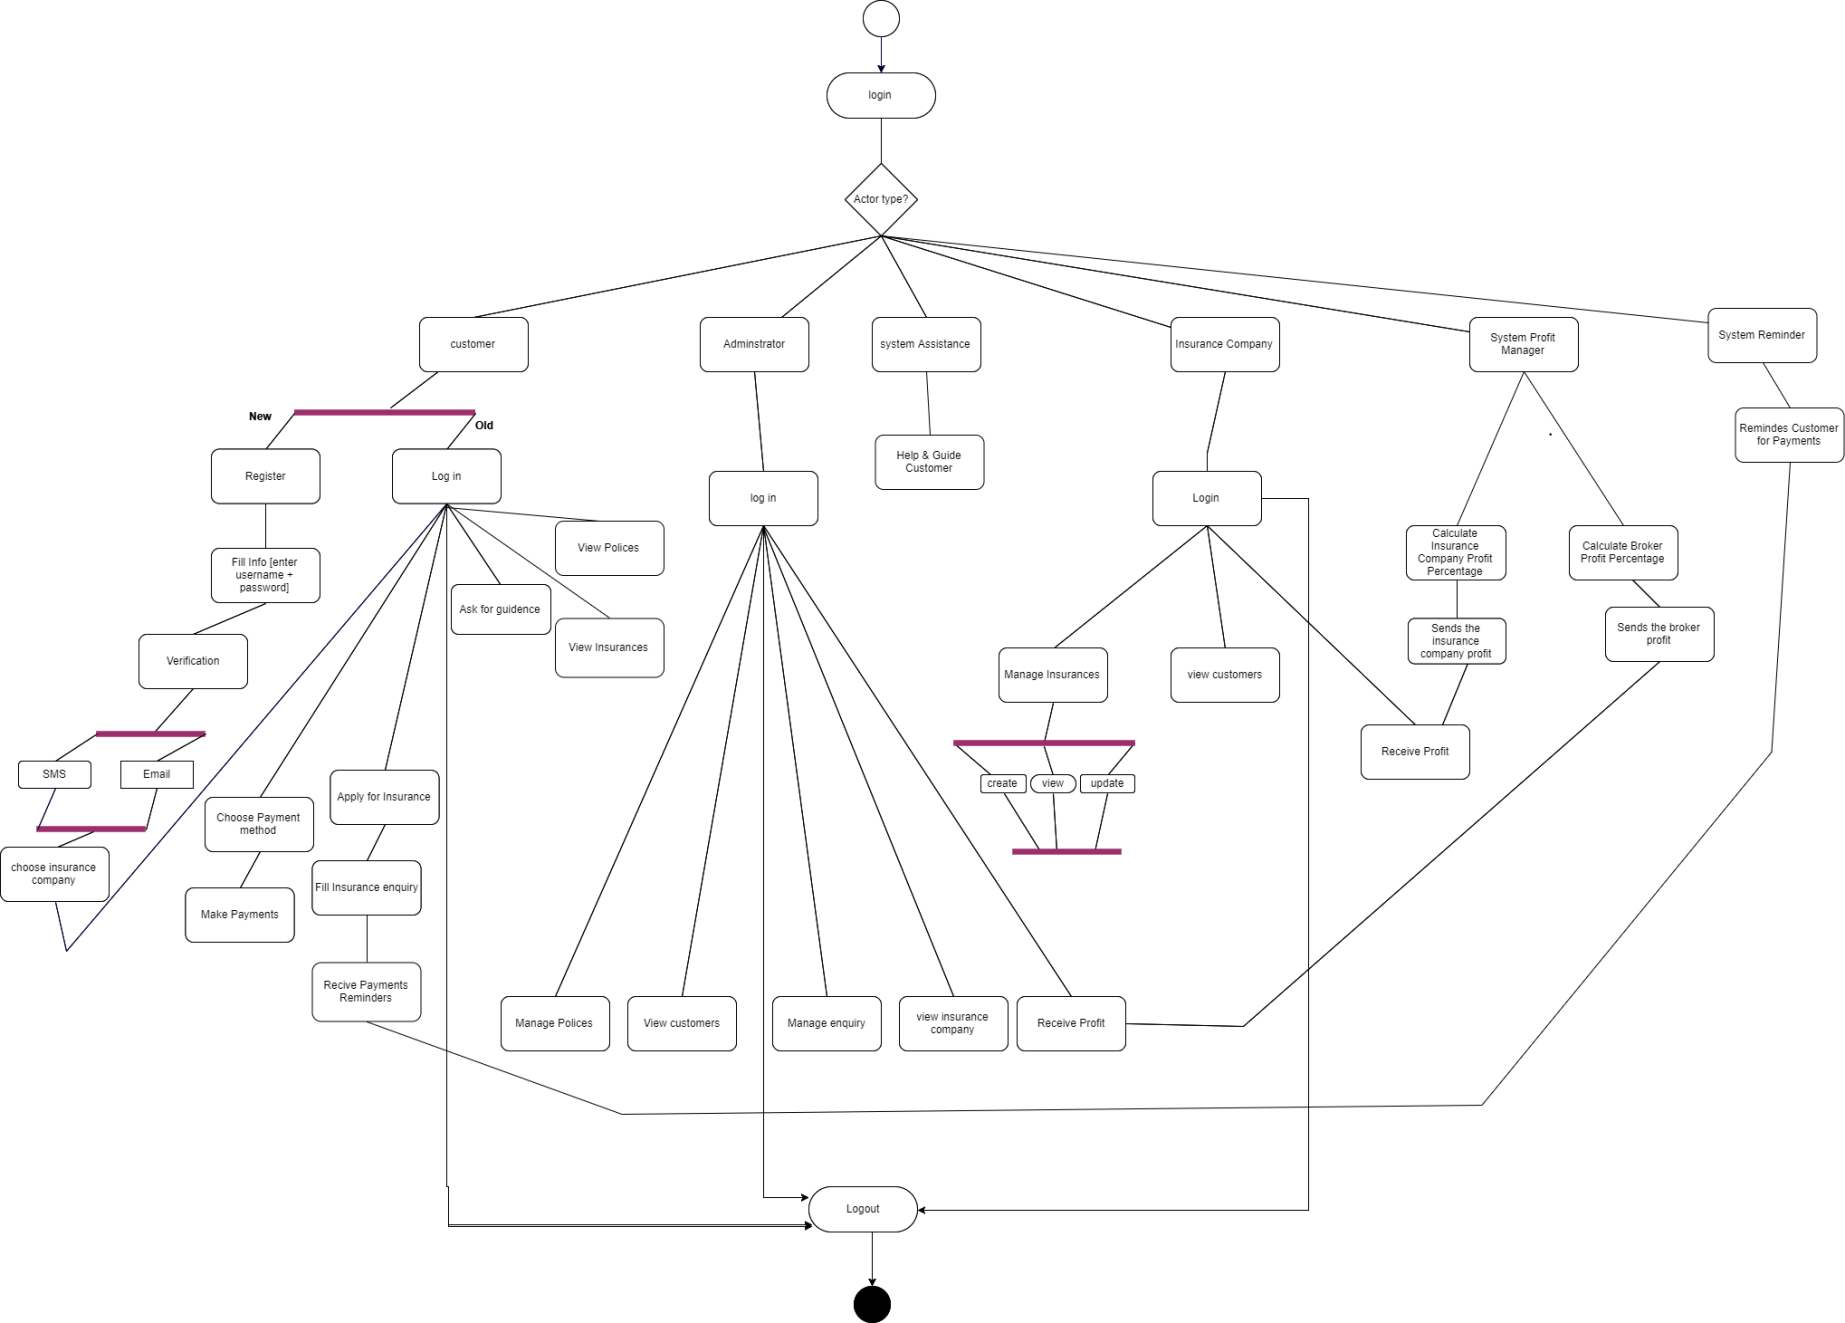 login
Actor type?
customer
Adminstrator
system Assistance
Insurance Company
System Profit
Manager
System Reminder
New
Old
Remindes Customer
for Payments
Register
Log in
Help & Guide
Customer
log in
Login
View Polices
Calculate
Insurance
Company Profit
Percentage
Calculate Broker
Profit Percentage
Fill Info [enter
username +
password]
Ask for guidence
View Insurances
Sends the
insurance
company profit
Sends the broker
profit
Verification
Manage Insurances
view customers
Receive Profit
SMS
Email
create
view
update
Apply for Insurance
Choose Payment
method
choose insurance
company
Fill Insurance enquiry
Make Payments
Recive Payments
Reminders
Manage Polices
View customers
Manage enquiry
view insurance
company
Receive Profit
Logout